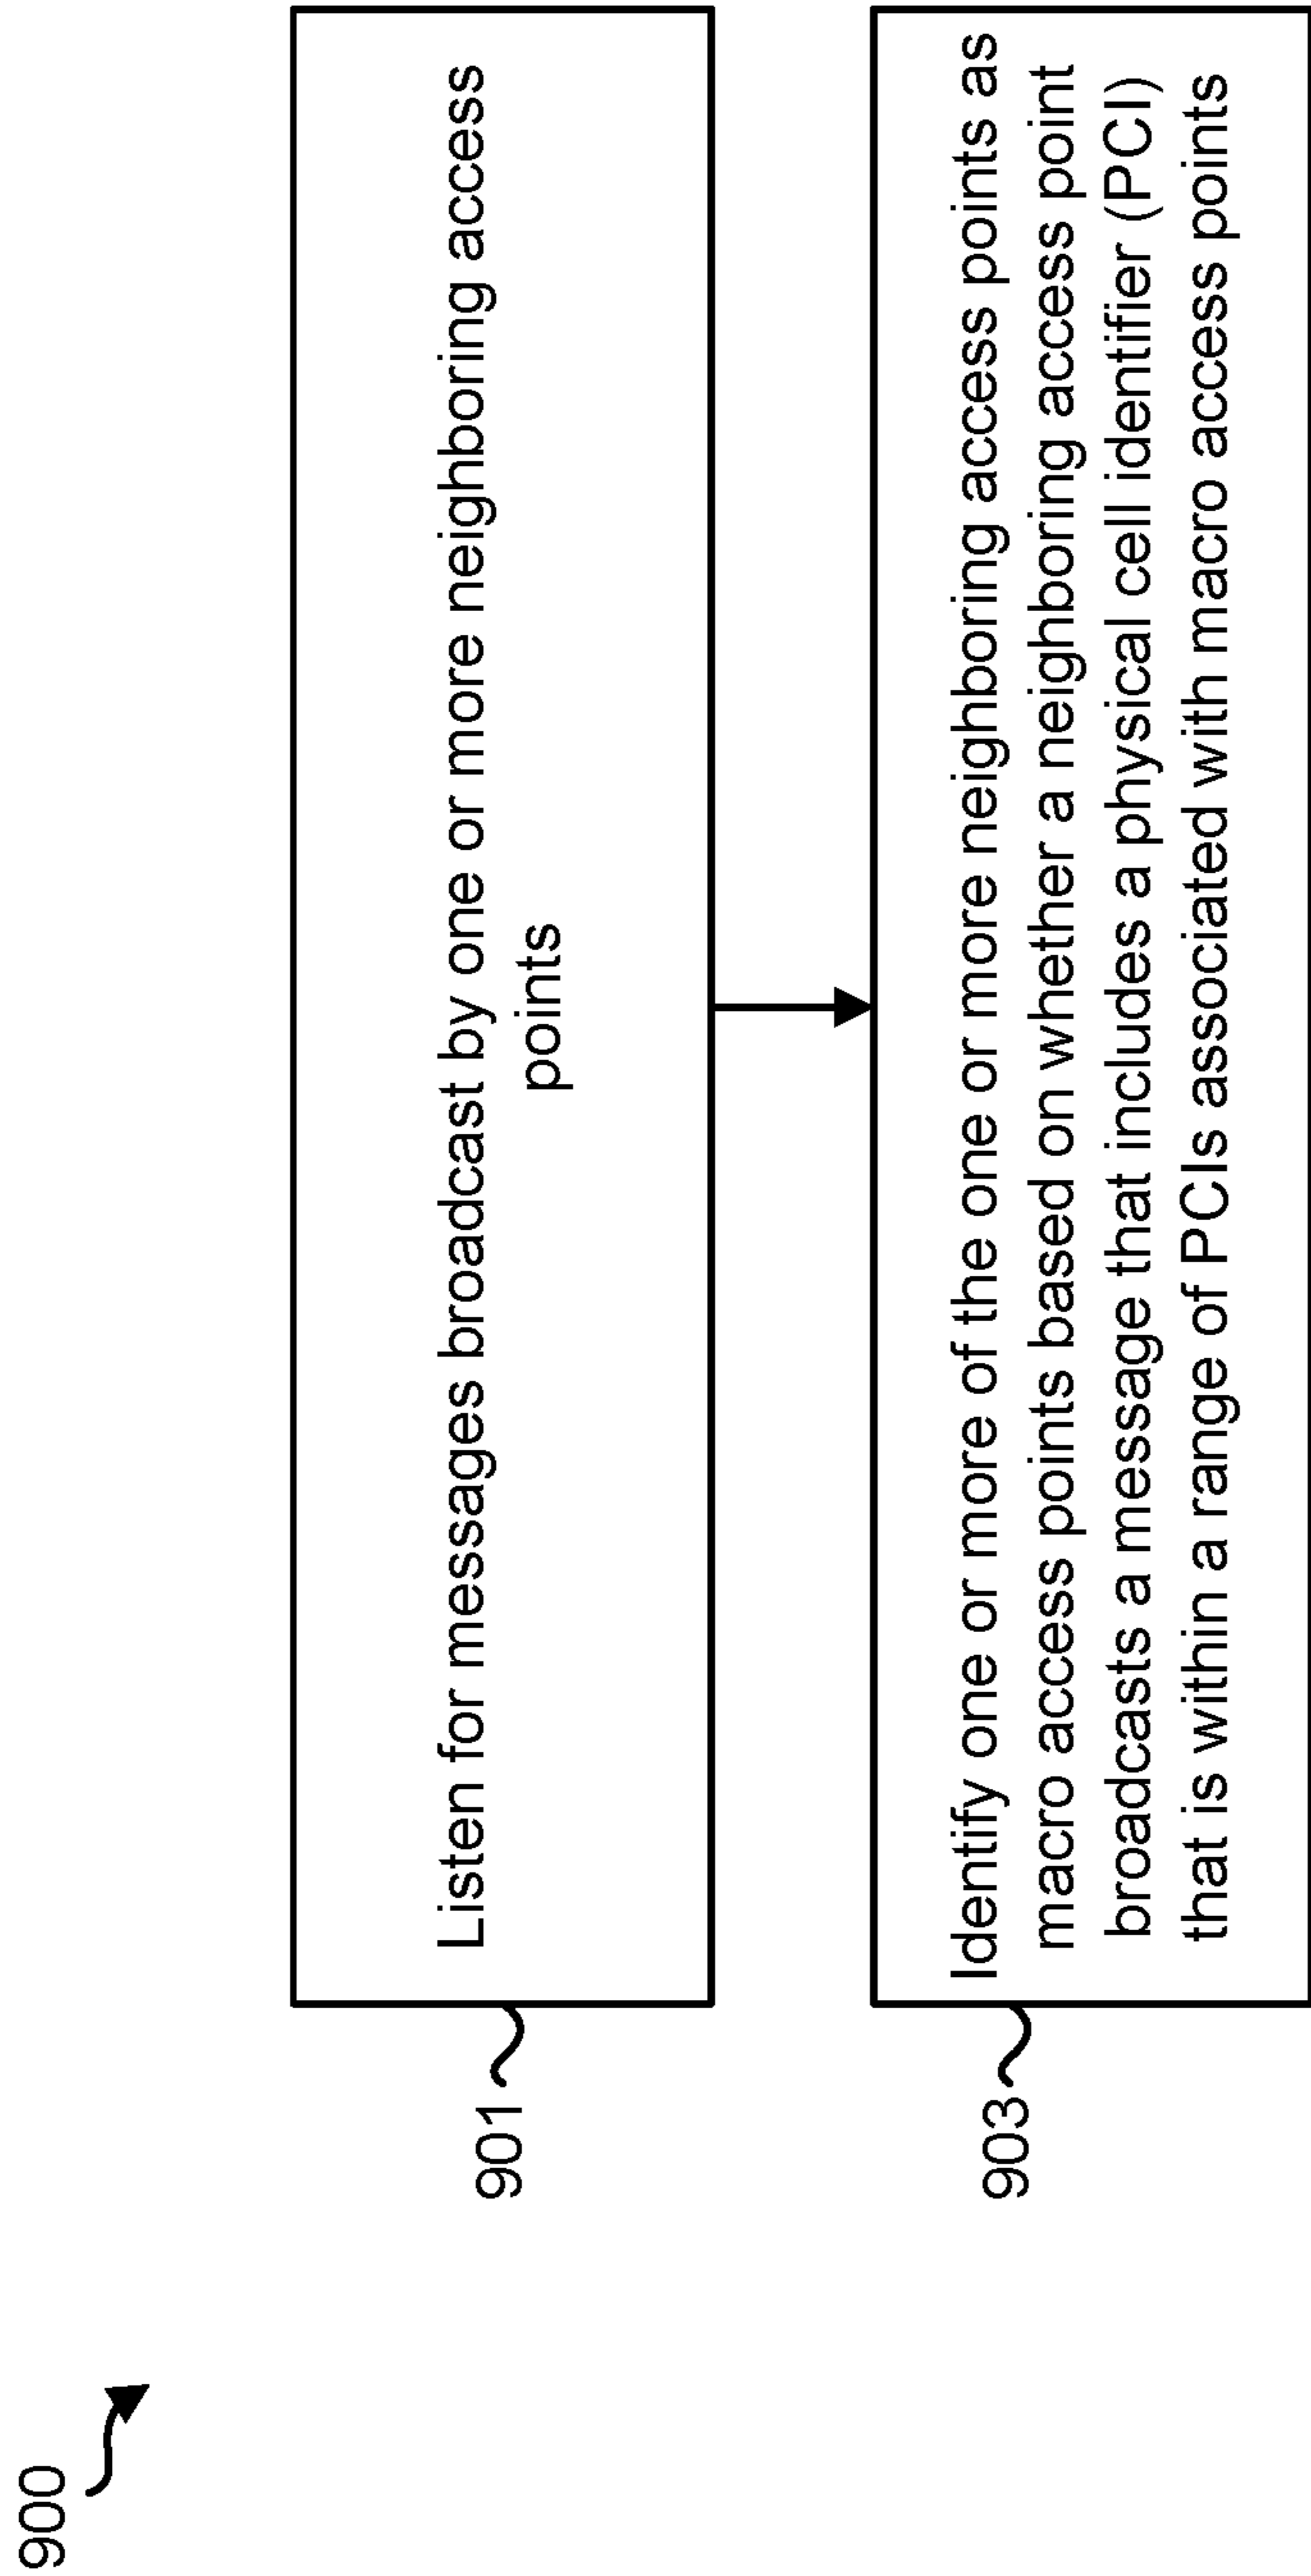 900
901
Listen for messages broadcast by one or more neighboring access
points
903
Identify one or more of the one or more neighboring access points as
macro access points based on whether a neighboring access point
broadcasts a message that includes a physical cell identifier (PCI)
that is within a range of PCIs associated with macro access points